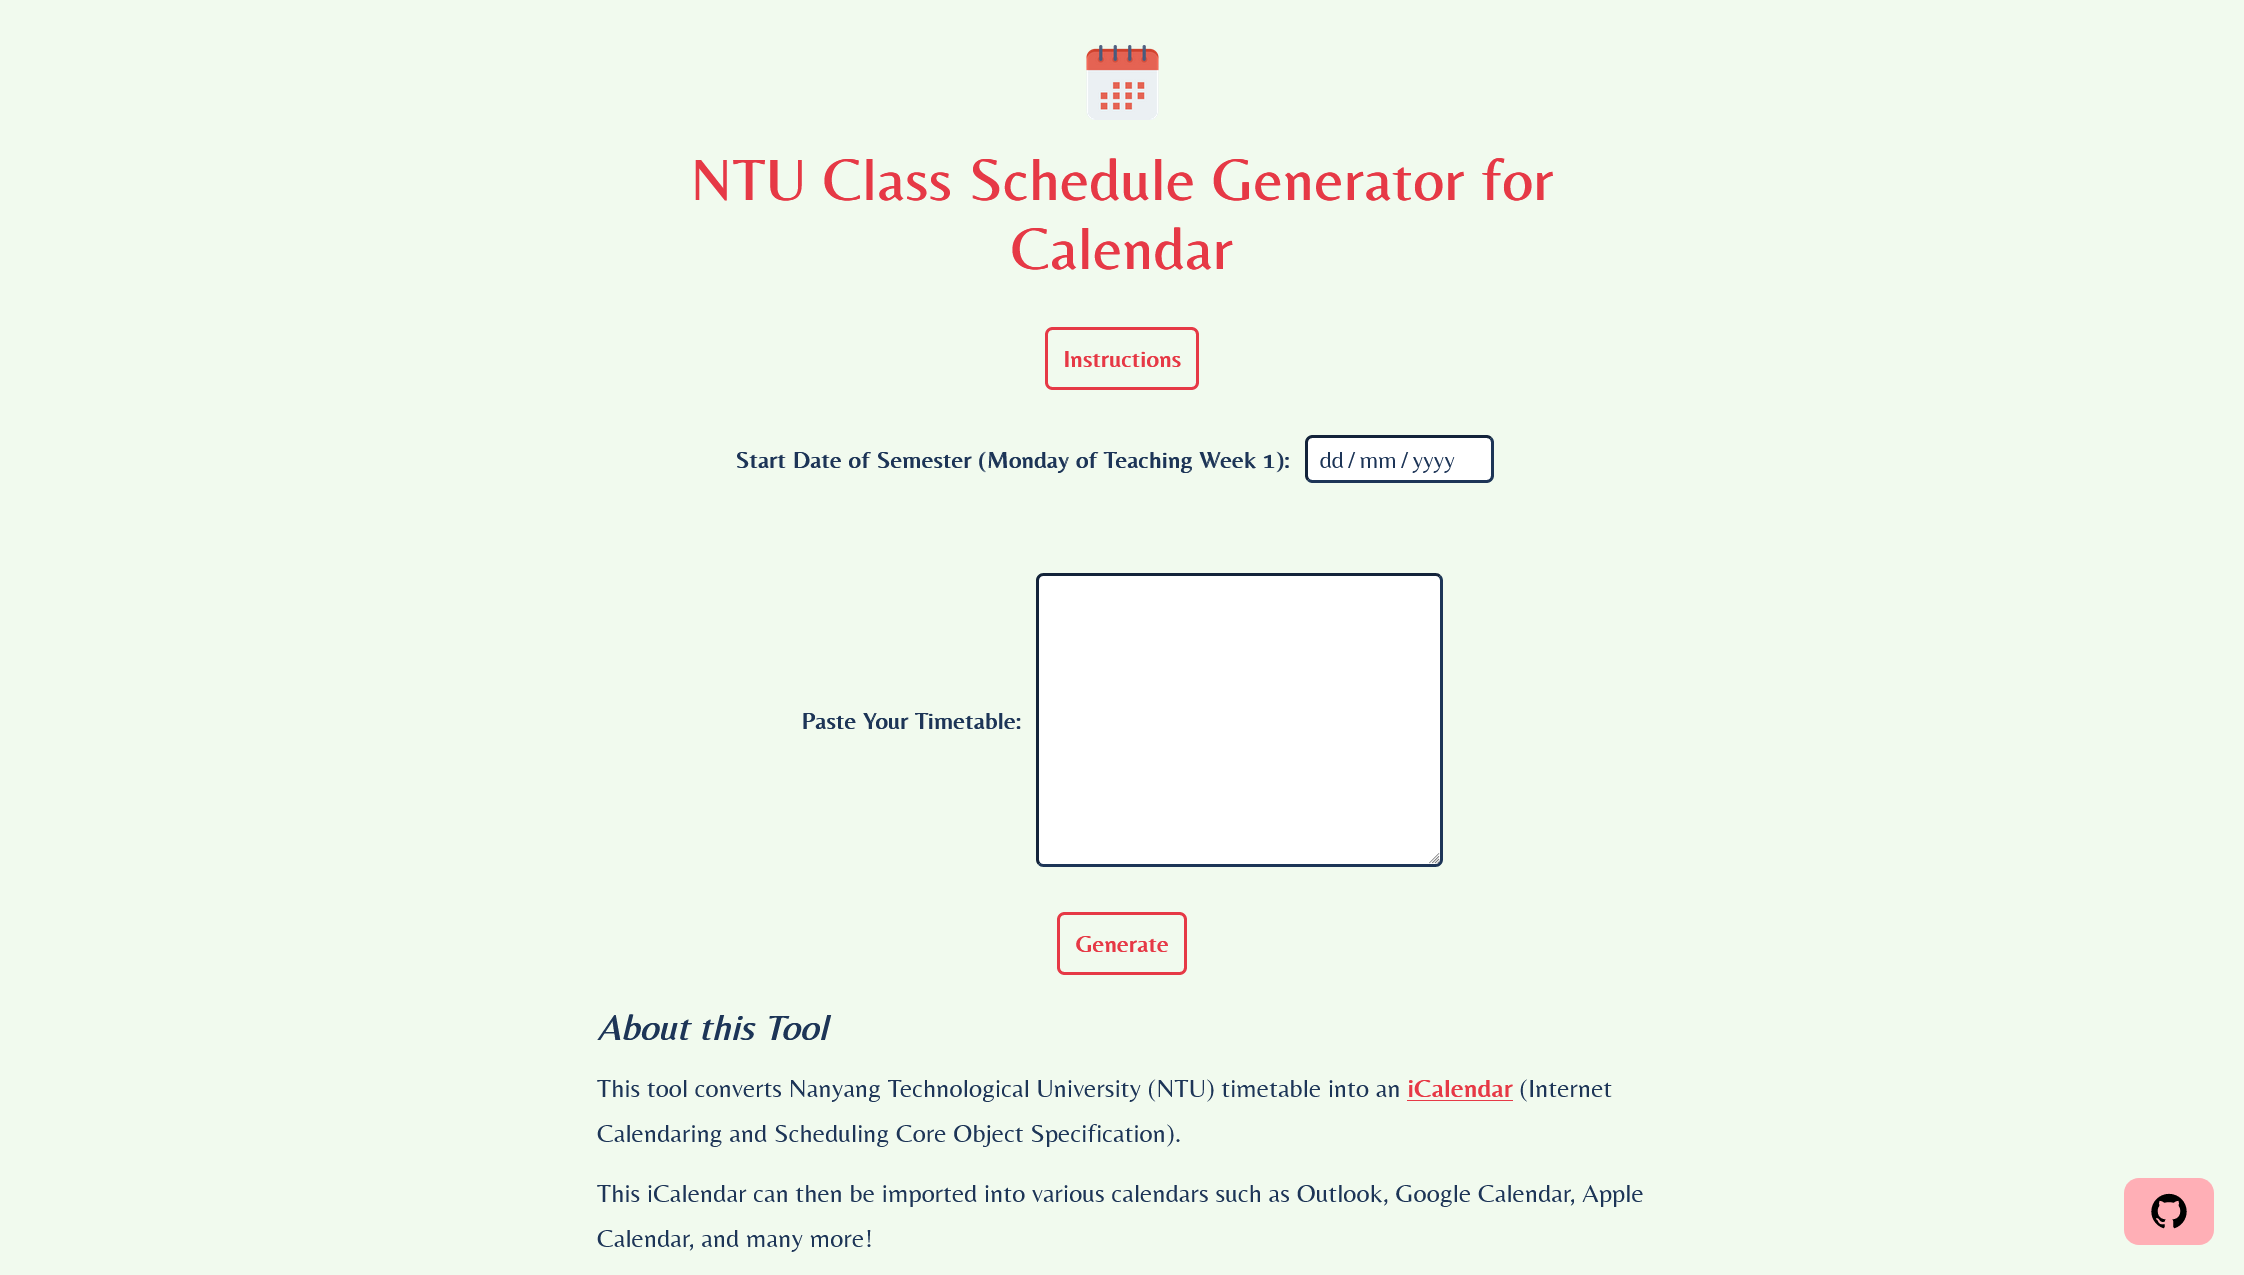 NTU Class Schedule Generator for
Calendar
Instructions
Start Date of Semester (Monday of Teaching Week 1): dd/mm/yyyy
Paste Your Timetable:
Generate
About this Tool
This tool converts Nanyang Technological University (NTU) timetable into an iCalendar (Internet
Calendaring and Scheduling Core Object Specification).
This iCalendar can then be imported into various calendars such as Outlook, Google Calendar, Apple
Calendar, and many more!